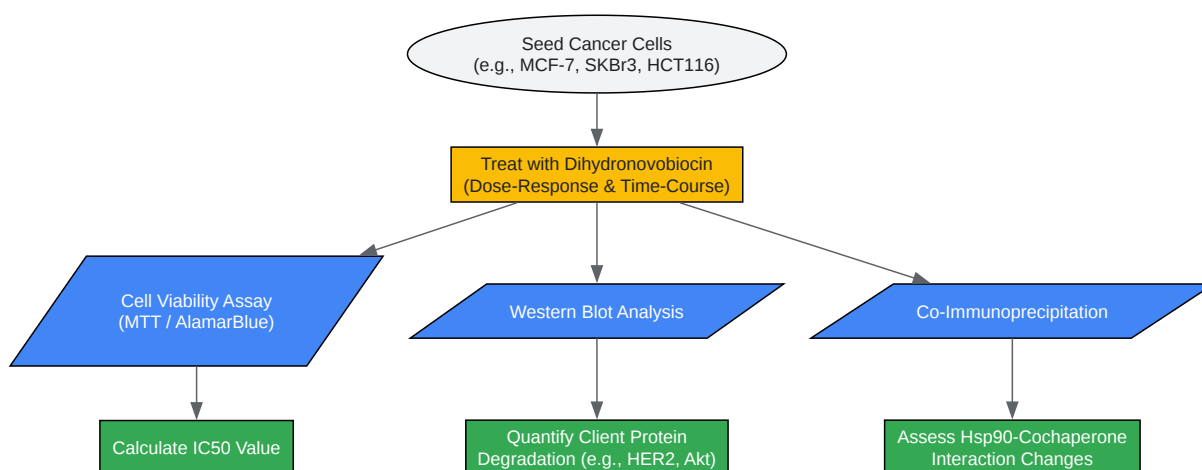 Seed Cancer Cells
(e.g., MCF-7, SKBr3, HCT116)
Treat with Dihydronovobiocin
(Dose-Response & Time-Course)
Cell Viability Assay
(MTT / AlamarBlue)
Western Blot Analysis
Co-Immunoprecipitation
Calculate IC50 Value
Quantify Client Protein
Degradation (e.g., HER2, Akt)
Assess Hsp90-Cochaperone
Interaction Changes